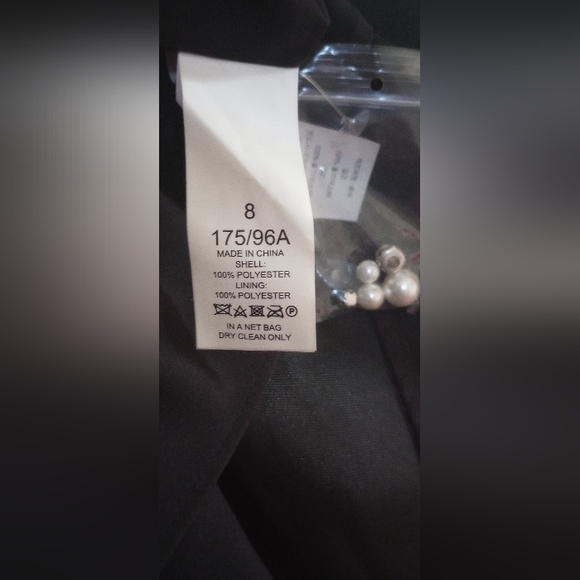 8
175/96A
MADE IN CHINA
SHELL:
100% POLYESTER
LINING:
100% POLYESTER
P
IN A NET BAG
DRY CLEAN ONLY